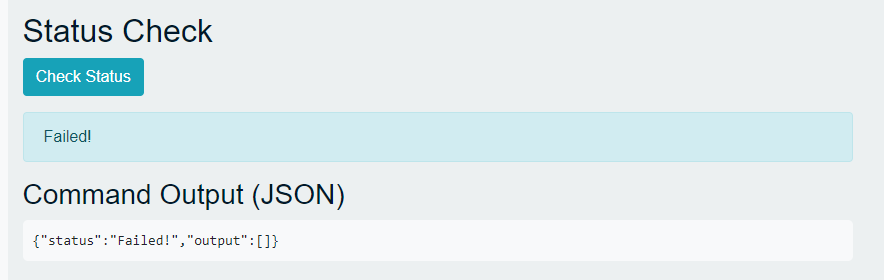 Status Check
Check Status
Failed!
Command Output (JSON)
{"status":"Failed!","output":[]}